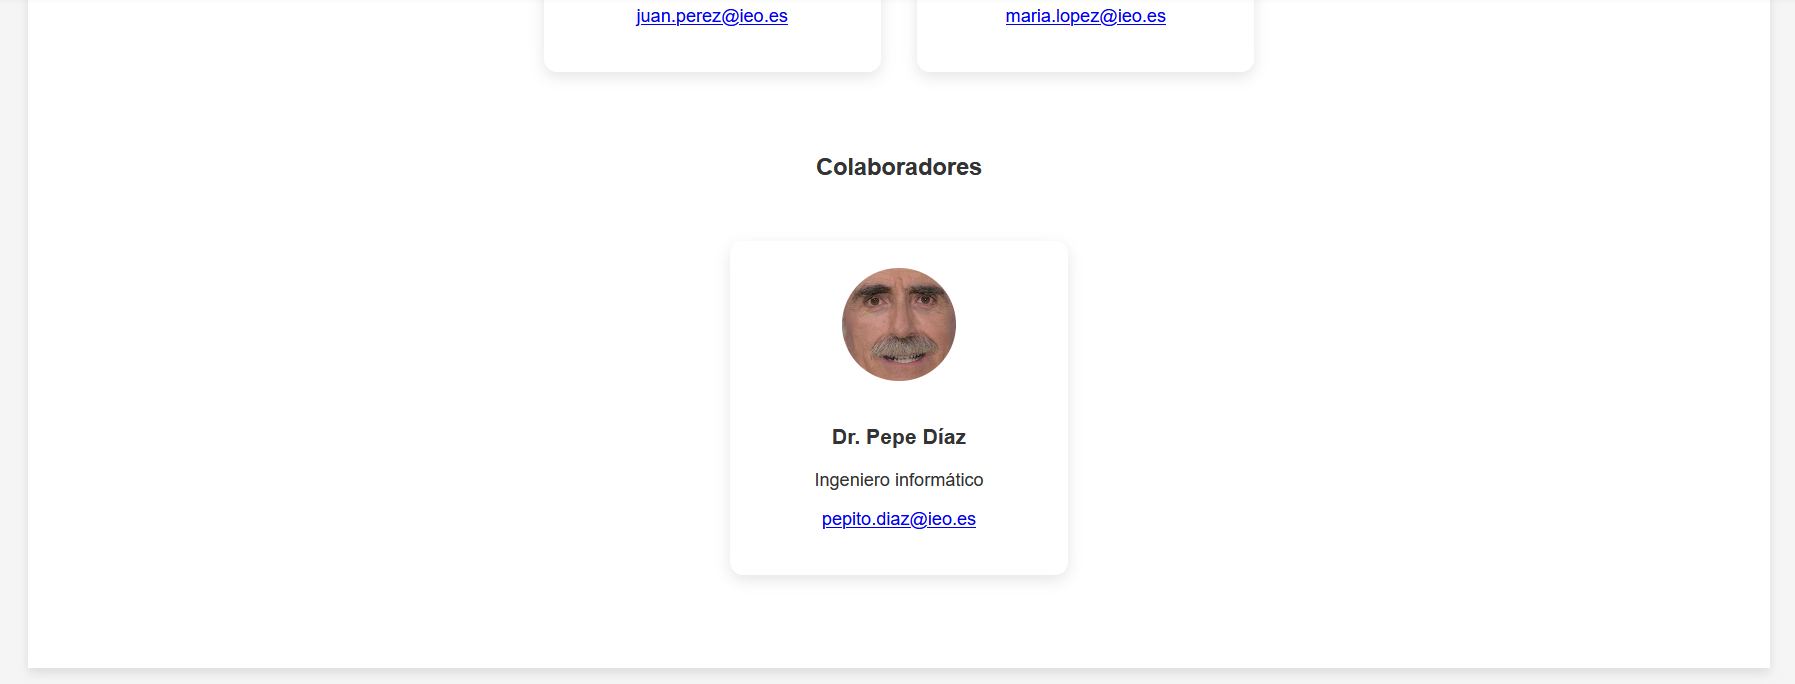 juan.perez@ieo.es
maria.lopez@ieo.es
Colaboradores
Dr. Pepe Díaz
Ingeniero informático
pepito.diaz@ieo.es